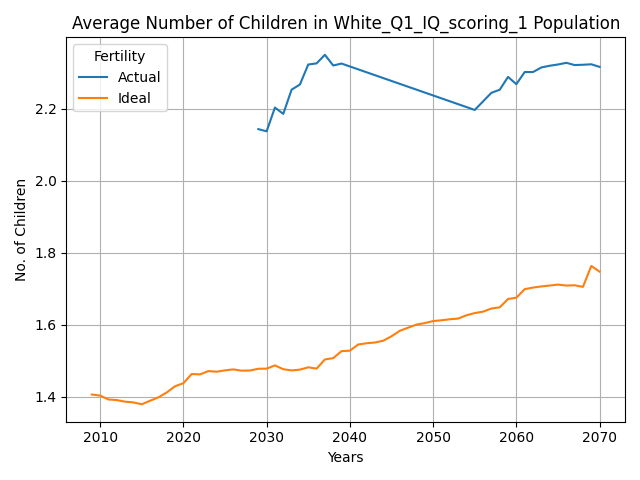 Average Number of Children in White_Q1_IQ_scoring_1 Population
Fertility
Actual
Ideal
No. of Children
2.2
2.0
1.8
1.6
1.4
2010 2020 2030 2040 2050 2060 2070
Years